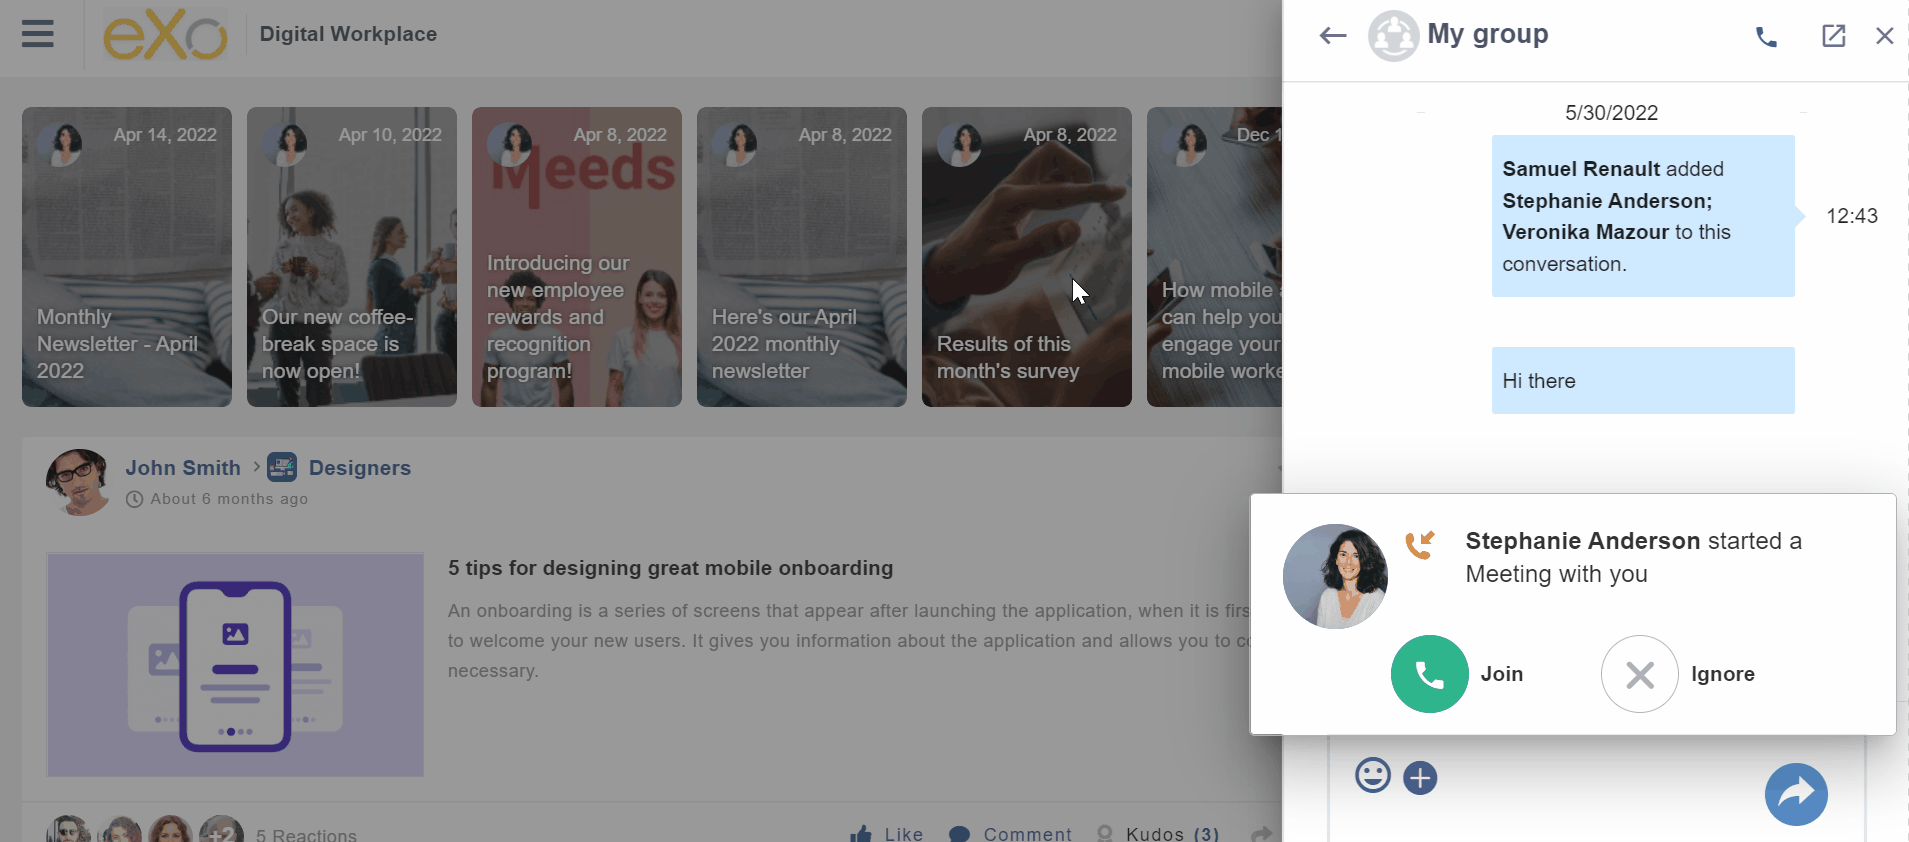 eXo
Digital Workplace
Apr 14, 2022
Monthly
Newsletter - April
2022
Apr 10, 2022
Our new coffee-
break space is
now open!
Apr 8, 2022
Meeds
Introducing our
new employee
rewards and
recognition
program!
Apr 8, 2022
Here's our April
2022 monthly
newsletter
Apr 8, 2022
Results of this
month's survey
Dec 1
How mobile
can help you
engage your
mobile worke
John Smith > Designers
About 6 months ago
5 tips for designing great mobile onboarding
An onboarding is a series of screens that appear after launching the application, when it is firs
to welcome your new users. It gives you information about the application and allows you to
necessary.
+2
5 Reactions
Like
Comment
Kudos (3)
My group
5/30/2022
Samuel Renault added
Stephanie Anderson;
Veronika Mazour to this
conversation.
12:43
Hi there
Stephanie Anderson started a
Meeting with you
Join
Ignore